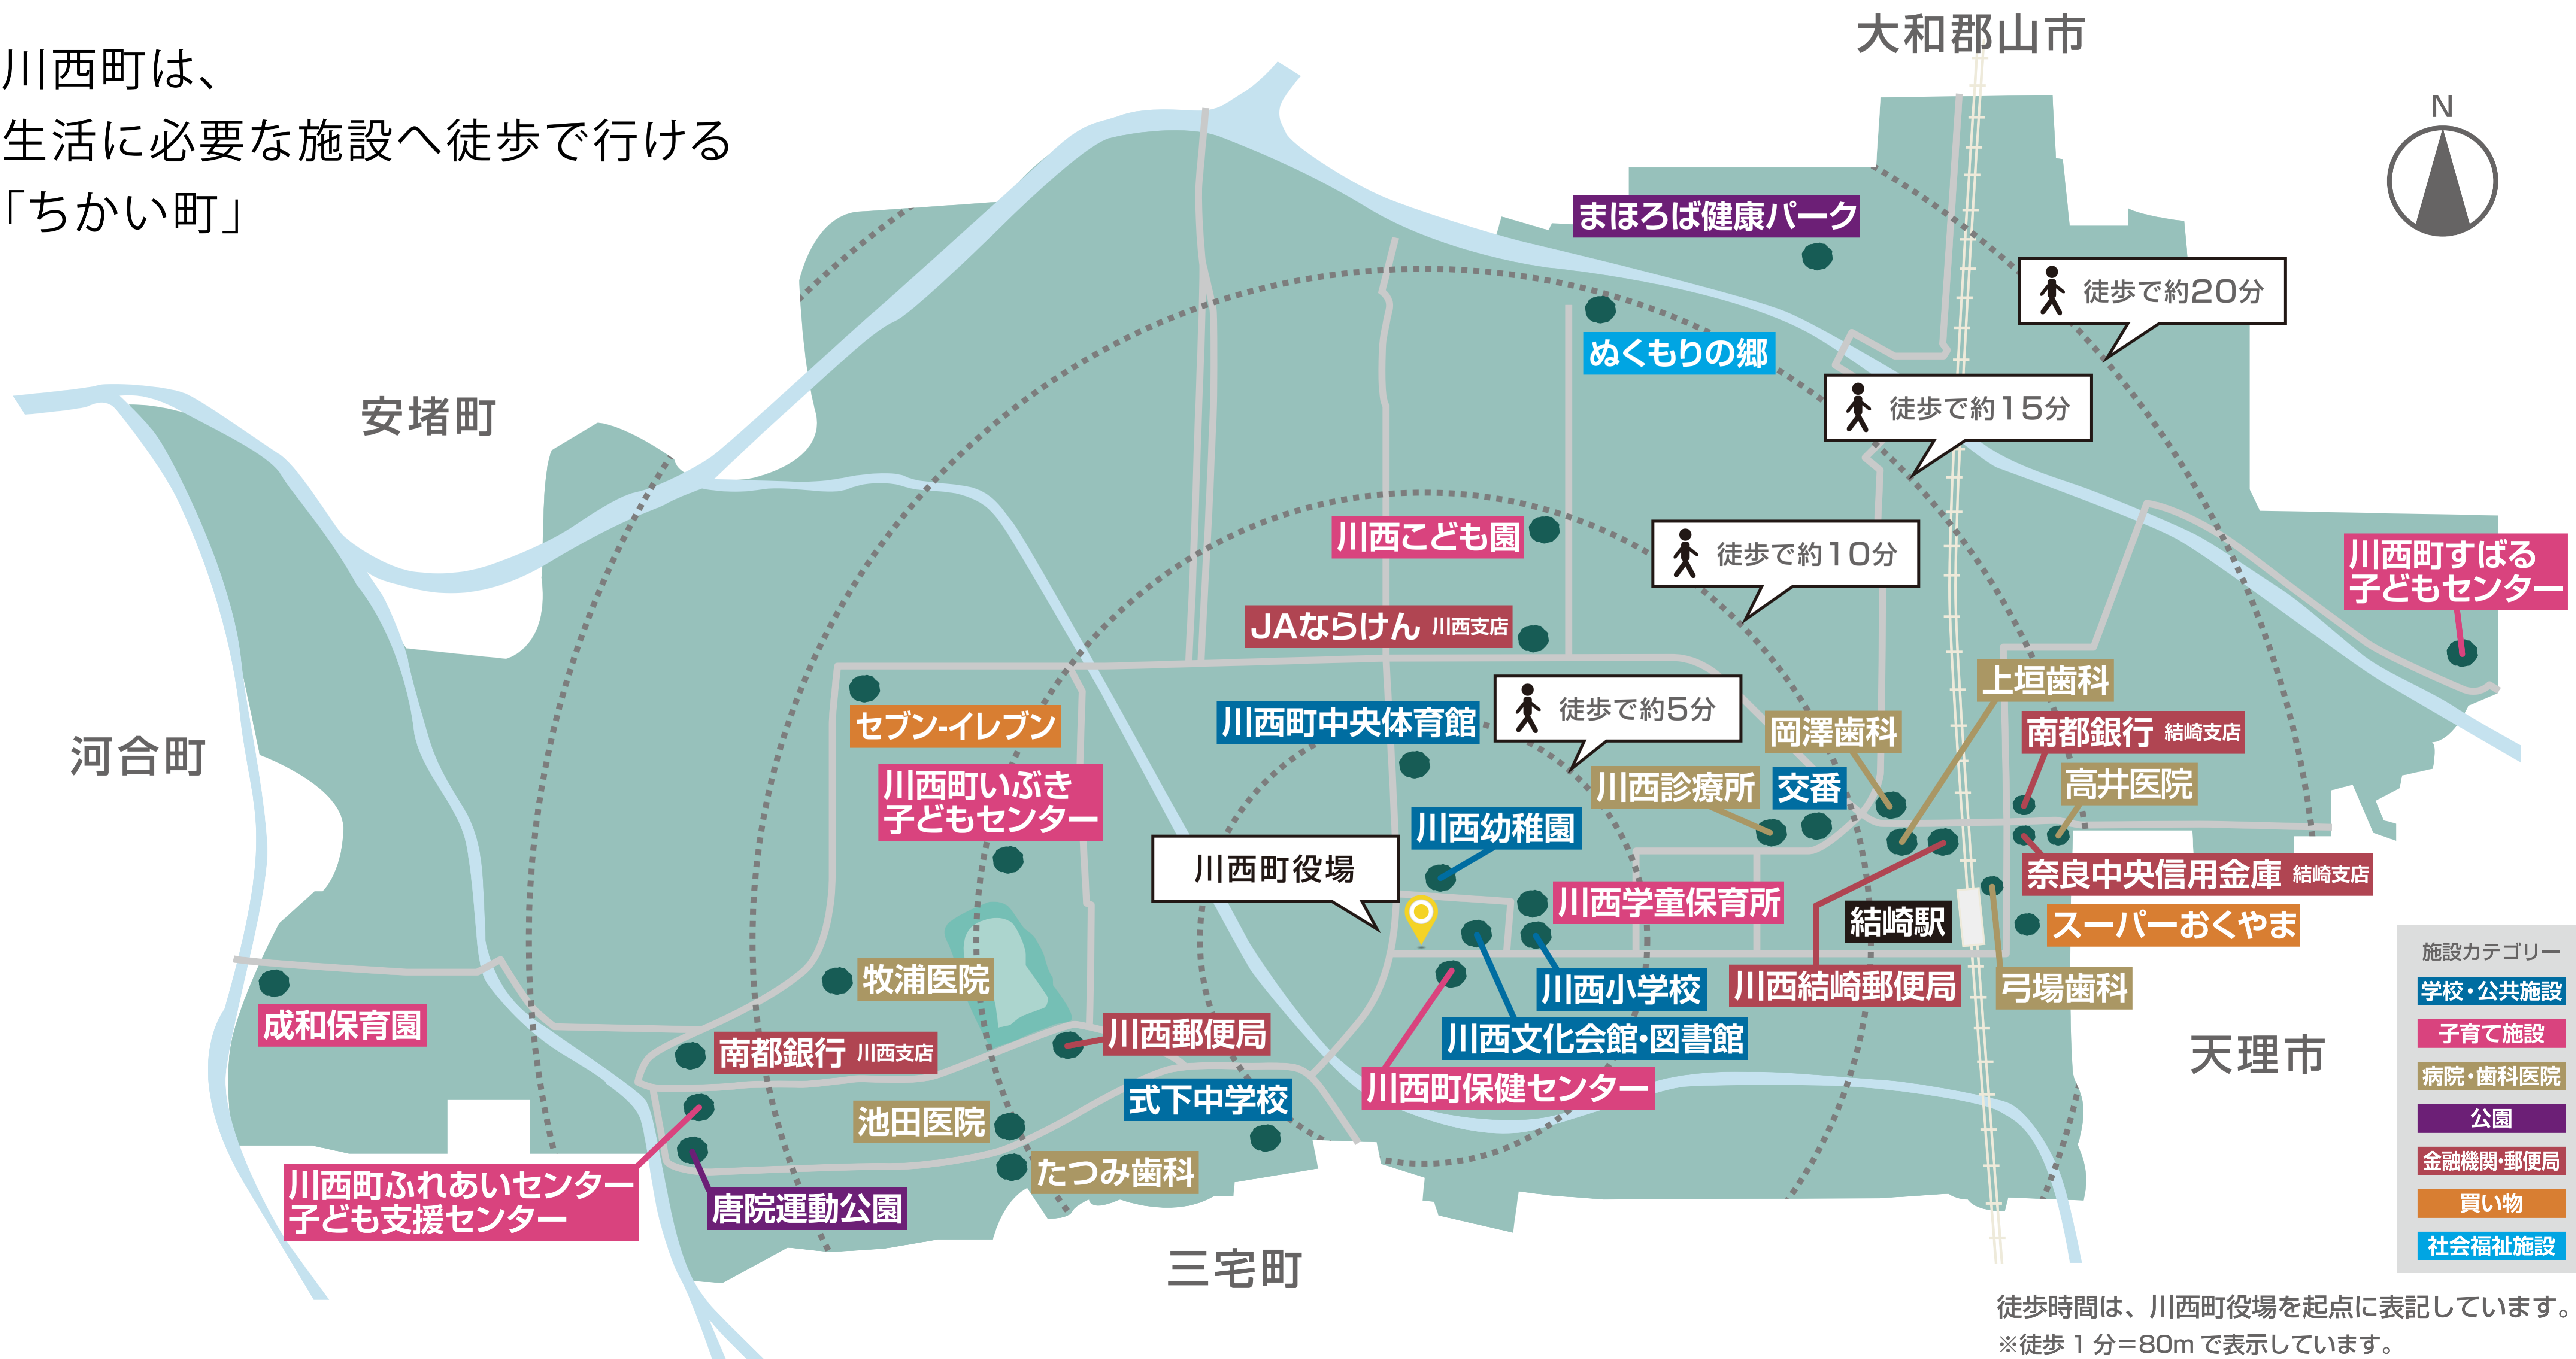 川西町は、
生活に必要な施設へ徒歩で行ける
「ちかい町」
大和郡山市
N
まほろば健康パーク
徒歩で約20分
ぬくもりの郷
徒歩で約15分
安堵町
川西こども園
徒歩で約10分
川西町すばる
子どもセンター
JAならけん 川西支店
上垣歯科
セブン-イレブン
川西町中央体育館
徒歩で約5分
岡澤歯科
南都銀行 結崎支店
河合町
川西町いぶき
子どもセンター
川西診療所
交番
高井医院
川西幼稚園
川西町役場
奈良中央信用金庫 結崎支店
川西学童保育所
結崎駅
スーパーおくやま
牧浦医院
川西小学校
川西結崎郵便局
弓場歯科
成和保育園
川西郵便局
川西文化会館・図書館
南都銀行 川西支店
天理市
川西町保健センター
式下中学校
池田医院
たつみ歯科
川西町ふれあいセンター
子ども支援センター
唐院運動公園
三宅町
施設カテゴリー
学校・公共施設
子育て施設
病院・歯科医院
公園
金融機関・郵便局
買い物
社会福祉施設
徒歩時間は、川西町役場を起点に表記しています。
※徒歩 1 分＝80m で表示しています。